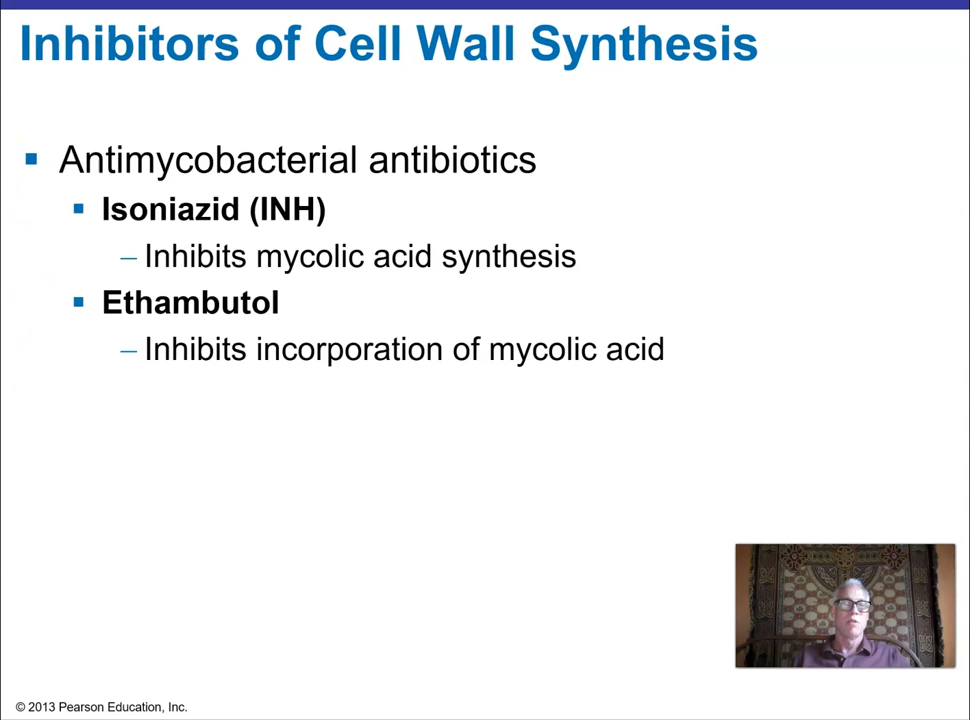 Inhibitors of Cell Wall Synthesis
Antimycobacterial antibiotics
Isoniazid (INH)
– Inhibits mycolic acid synthesis
Ethambutol
– Inhibits incorporation of mycolic acid
© 2013 Pearson Education, Inc.